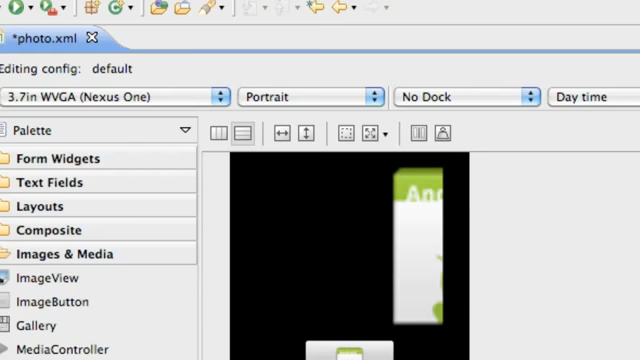 *photo.xml
Editing config: default
3.7in WVGA (Nexus One) Portrait No Dock Day time
Palette
Form Widgets
Text Fields
Layouts
Composite
Images & Media
ImageView
ImageButton
Gallery
MediaController